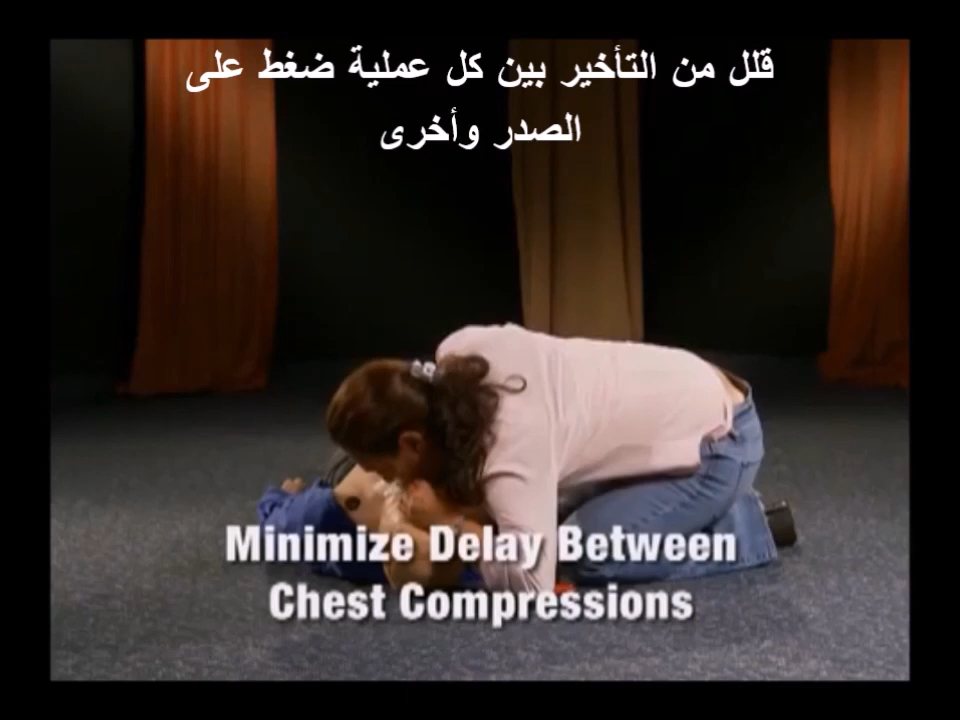 قلل من التأخير بين كل عملية ضغط على
الصدر وأخرى
Minimize Delay Between
Chest Compressions